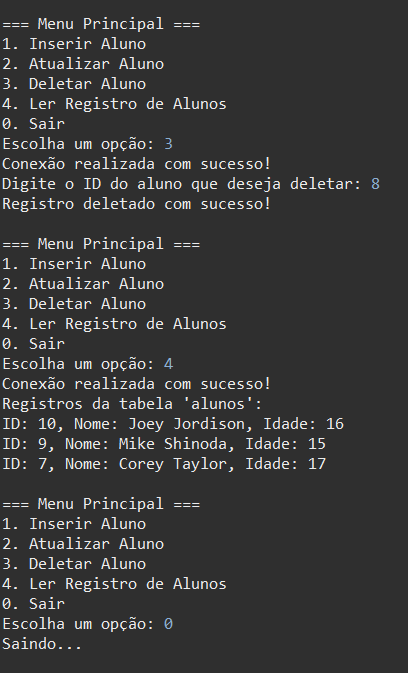 === Menu Principal ===
1. Inserir Aluno
2. Atualizar Aluno
3. Deletar Aluno
4. Ler Registro de Alunos
0. Sair
Escolha um opção: 3
Conexão realizada com sucesso!
Digite o ID do aluno que deseja deletar: 8
Registro deletado com sucesso!
=== Menu Principal ===
1. Inserir Aluno
2. Atualizar Aluno
3. Deletar Aluno
4. Ler Registro de Alunos
0. Sair
Escolha um opção: 4
Conexão realizada com sucesso!
Registros da tabela 'alunos':
ID: 10, Nome: Joey Jordison, Idade: 16
ID: 9, Nome: Mike Shinoda, Idade: 15
ID: 7, Nome: Corey Taylor, Idade: 17
=== Menu Principal ===
1. Inserir Aluno
2. Atualizar Aluno
3. Deletar Aluno
4. Ler Registro de Alunos
0. Sair
Escolha um opção: 0
Saindo...